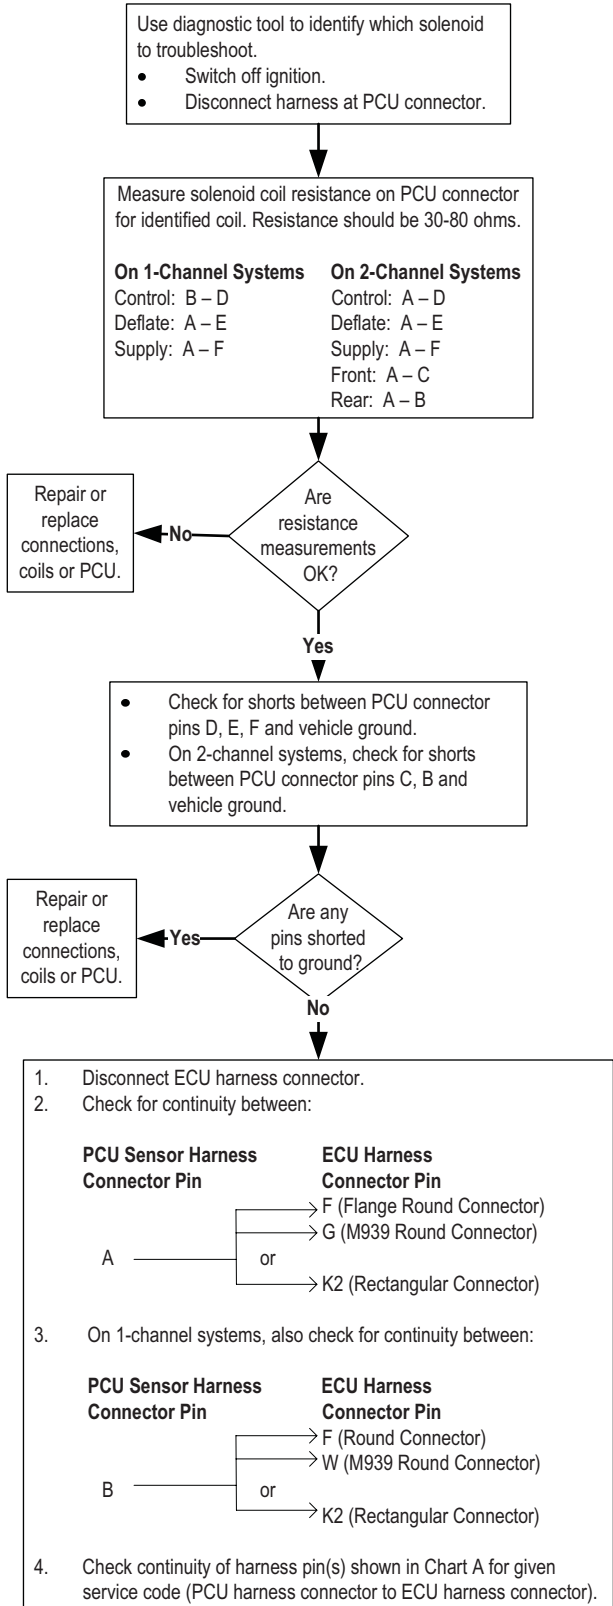 Use diagnostic tool to identify which solenoid
to troubleshoot.
● Switch off ignition.
● Disconnect harness at PCU connector.
Measure solenoid coil resistance on PCU connector
for identified coil. Resistance should be 30-80 ohms.
On 1-Channel Systems
Control: B – D
Deflate: A – E
Supply: A – F
On 2-Channel Systems
Control: A – D
Deflate: A – E
Supply: A – F
Front: A – C
Rear: A – B
Are
resistance
measurements
OK?
No
Repair or
replace
connections,
coils or PCU.
Yes
● Check for shorts between PCU connector
pins D, E, F and vehicle ground.
● On 2-channel systems, check for shorts
between PCU connector pins C, B and
vehicle ground.
Are any
pins shorted
to ground?
Yes
Repair or
replace
connections,
coils or PCU.
No
1. Disconnect ECU harness connector.
2. Check for continuity between:
PCU Sensor Harness
Connector Pin
A
ECU Harness
Connector Pin
F (Flange Round Connector)
G (M939 Round Connector)
or
K2 (Rectangular Connector)
3. On 1-channel systems, also check for continuity between:
PCU Sensor Harness
Connector Pin
B
ECU Harness
Connector Pin
F (Round Connector)
W (M939 Round Connector)
or
K2 (Rectangular Connector)
4. Check continuity of harness pin(s) shown in Chart A for given
service code (PCU harness connector to ECU harness connector).